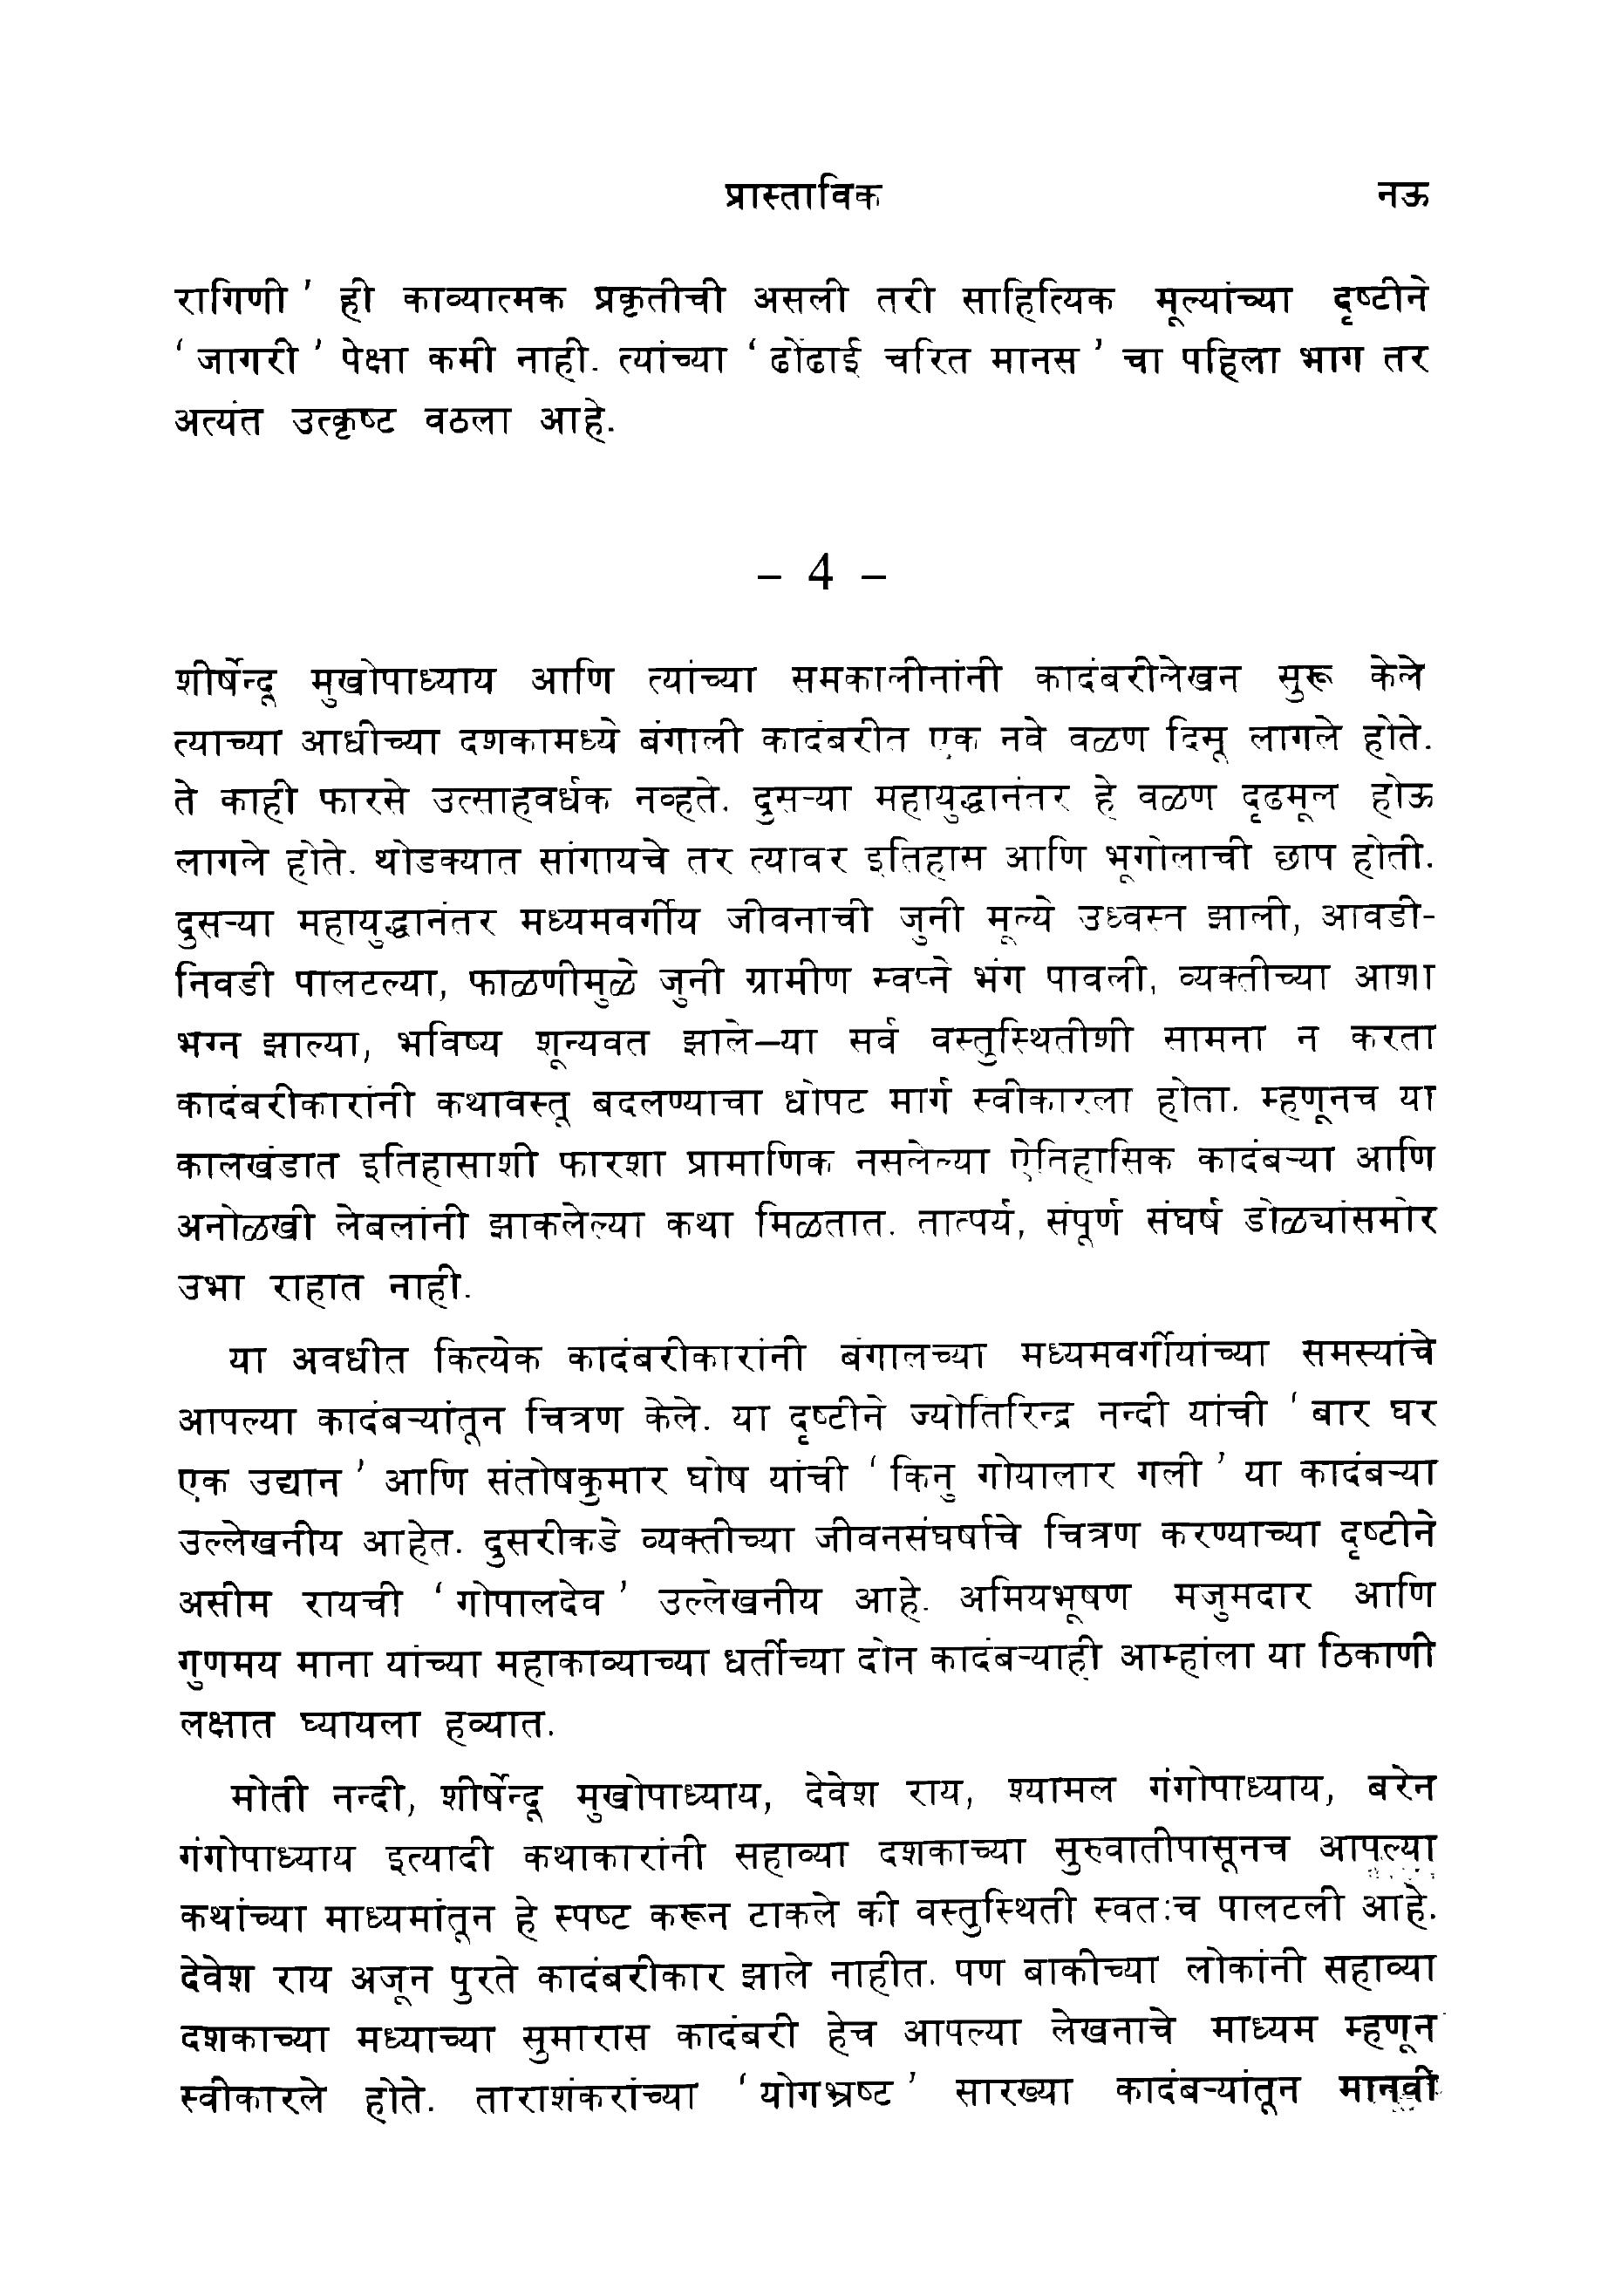 प्रास्ताविक नऊ
रागिणी ’ ही काव्यात्मक प्रकृतीची असली तरी साहित्यिक मूल्यांच्या दृष्टीने
‘ जागरी ’ पेक्षा कमी नाही. त्यांच्या ‘ ढोंढाई चरित मानस ’ चा पहिला भाग तर
अत्यंत उत्कृष्ट वठला आहे.
– 4 –
शीर्षेन्दू मुखोपाध्याय आणि त्यांच्या समकालीनांनी कादंबरीलेखन सुरू केले
त्याच्या आधीच्या दशकामध्ये बंगाली कादंबरीत एक नवे वळण दिसू लागले होते.
ते काही फारसे उत्साहवर्धक नव्हते. दुसऱ्या महायुद्धानंतर हे वळण दृढमूल होऊ
लागले होते. थोडक्यात सांगायचे तर त्यावर इतिहास आणि भूगोलाची छाप होती.
दुसऱ्या महायुद्धानंतर मध्यमवर्गीय जीवनाची जुनी मूल्ये उध्वस्त झाली, आवडी-
निवडी पालटल्या, फाळणीमुळे जुनी ग्रामीण स्वप्ने भंग पावली, व्यक्तीच्या आशा
भग्न झाल्या, भविष्य शून्यवत झाले–या सर्व वस्तुस्थितीशी सामना न करता
कादंबरीकारांनी कथावस्तू बदलण्याचा धोपट मार्ग स्वीकारला होता. म्हणूनच या
कालखंडात इतिहासाशी फारशा प्रामाणिक नसलेल्या ऐतिहासिक कादंबऱ्या आणि
अनोळखी लेबलांनी झाकलेल्या कथा मिळतात. तात्पर्य, संपूर्ण संघर्ष डोळ्यांसमोर
उभा राहात नाही.
या अवधीत कित्येक कादंबरीकारांनी बंगालच्या मध्यमवर्गीयांच्या समस्यांचे
आपल्या कादंबऱ्यांतून चित्रण केले. या दृष्टीने ज्योतिरिन्द्र नन्दी यांची ‘ बार घर
एक उद्यान ’ आणि संतोषकुमार घोष यांची ‘ किनु गोयालार गली ’ या कादंबऱ्या
उल्लेखनीय आहेत. दुसरीकडे व्यक्तीच्या जीवनसंघर्षाचे चित्रण करण्याच्या दृष्टीने
असीम रायची ‘ गोपालदेव ’ उल्लेखनीय आहे. अमियभूषण मजुमदार आणि
गुणमय माना यांच्या महाकाव्याच्या धर्तीच्या दोन कादंबऱ्याही आम्हांला या ठिकाणी
लक्षात घ्यायला हव्यात.
मोती नन्दी, शीर्षेन्दू मुखोपाध्याय, देवेश राय, श्यामल गंगोपाध्याय, बरेन
गंगोपाध्याय इत्यादी कथाकारांनी सहाव्या दशकाच्या सुरुवातीपासूनच आपल्या
कथांच्या माध्यमांतून हे स्पष्ट करून टाकले की वस्तुस्थिती स्वतःच पालटली आहे.
देवेश राय अजून पुरते कादंबरीकार झाले नाहीत. पण बाकीच्या लोकांनी सहाव्या
दशकाच्या मध्याच्या सुमारास कादंबरी हेच आपल्या लेखनाचे माध्यम म्हणून
स्वीकारले होते. ताराशंकरांच्या ‘ योगभ्रष्ट ’ सारख्या कादंबऱ्यांतून मानवी